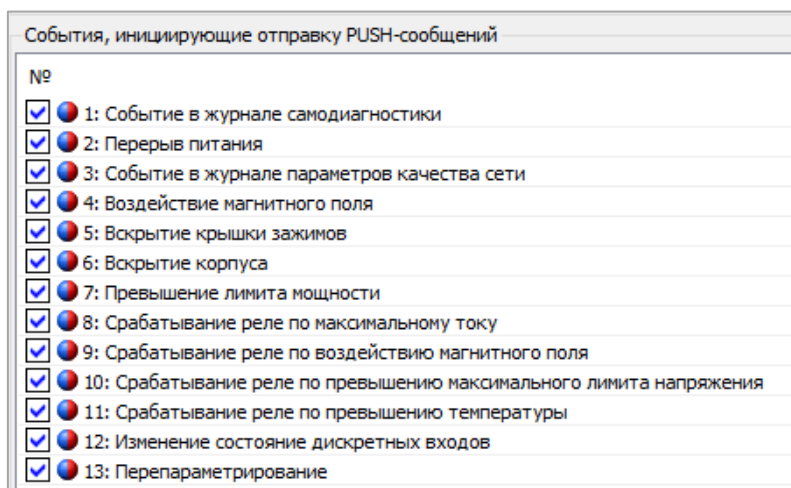 События, инициирующие отправку PUSH-сообщений
№
1: Событие в журнале самодиагностики
2: Перерыв питания
3: Событие в журнале параметров качества сети
4: Воздействие магнитного поля
5: Вскрытие крышки зажимов
6: Вскрытие корпуса
7: Превышение лимита мощности
8: Срабатывание реле по максимальному току
9: Срабатывание реле по воздействию магнитного поля
10: Срабатывание реле по превышению максимального лимита напряжения
11: Срабатывание реле по превышению температуры
12: Изменение состояние дискретных входов
13: Перепараметрирование